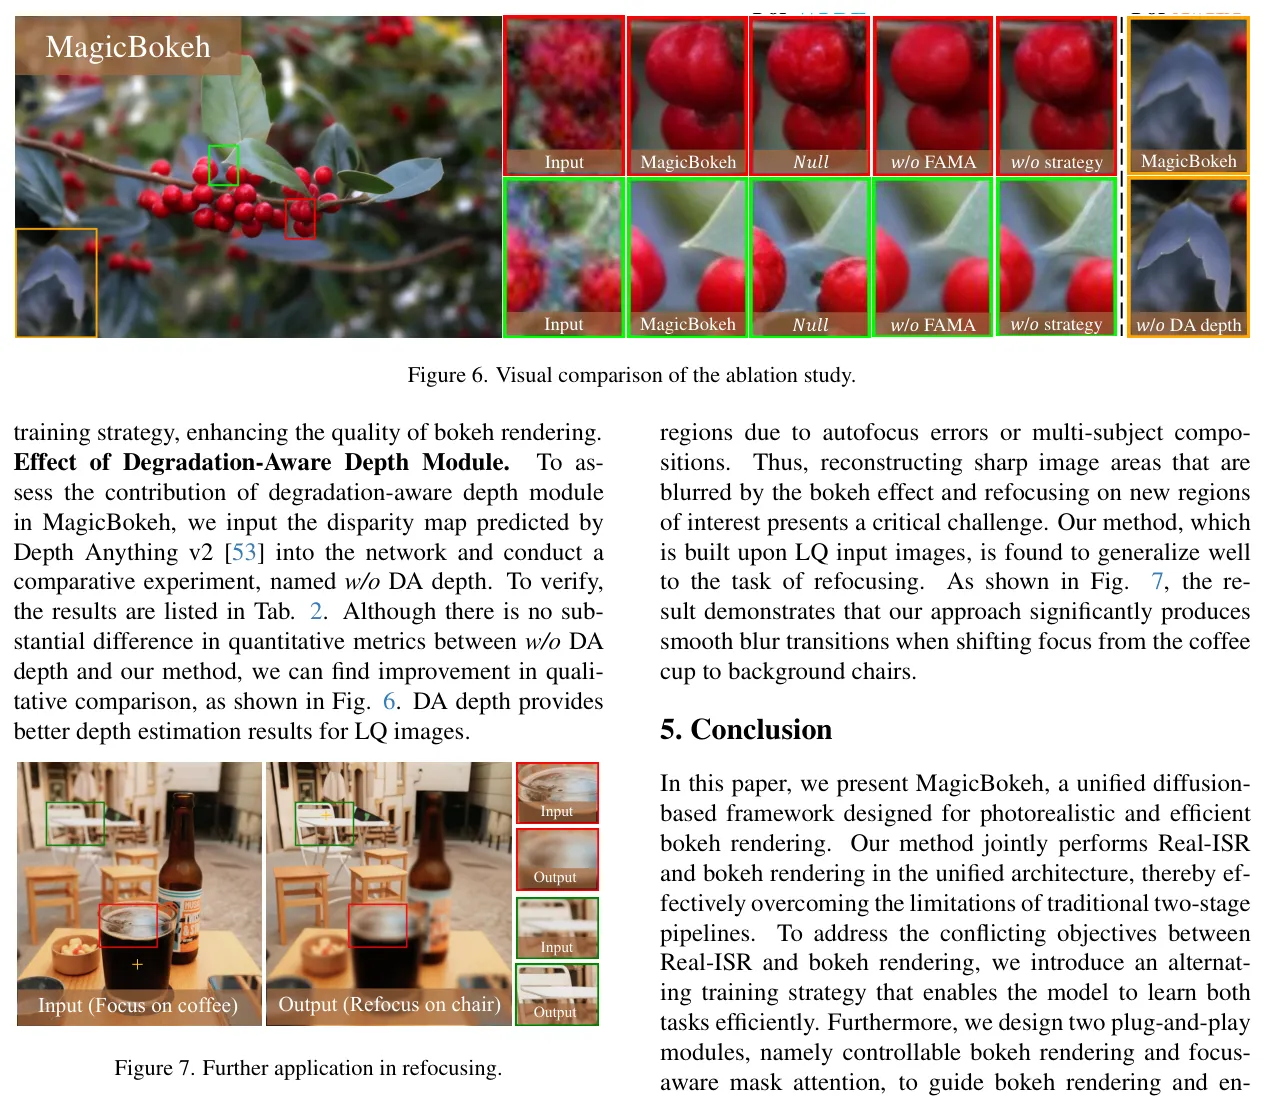 MagicBokeh
Input
MagicBokeh
Null
w/o FAMA
w/o strategy
MagicBokeh
Input
MagicBokeh
Null
w/o FAMA
w/o strategy
w/o DA depth
Figure 6. Visual comparison of the ablation study.
training strategy, enhancing the quality of bokeh rendering.
Effect of Degradation-Aware Depth Module. To as-
sess the contribution of degradation-aware depth module
in MagicBokeh, we input the disparity map predicted by
Depth Anything v2 [53] into the network and conduct a
comparative experiment, named w/o DA depth. To verify,
the results are listed in Tab. 2. Although there is no sub-
stantial difference in quantitative metrics between w/o DA
depth and our method, we can find improvement in quali-
tative comparison, as shown in Fig. 6. DA depth provides
better depth estimation results for LQ images.
Input (Focus on coffee)
Output (Refocus on chair)
Input
Output
Input
Output
Figure 7. Further application in refocusing.
regions due to autofocus errors or multi-subject compo-
sitions. Thus, reconstructing sharp image areas that are
blurred by the bokeh effect and refocusing on new regions
of interest presents a critical challenge. Our method, which
is built upon LQ input images, is found to generalize well
to the task of refocusing. As shown in Fig. 7, the re-
sult demonstrates that our approach significantly produces
smooth blur transitions when shifting focus from the coffee
cup to background chairs.
5. Conclusion
In this paper, we present MagicBokeh, a unified diffusion-
based framework designed for photorealistic and efficient
bokeh rendering. Our method jointly performs Real-ISR
and bokeh rendering in the unified architecture, thereby ef-
fectively overcoming the limitations of traditional two-stage
pipelines. To address the conflicting objectives between
Real-ISR and bokeh rendering, we introduce an alternat-
ing training strategy that enables the model to learn both
tasks efficiently. Furthermore, we design two plug-and-play
modules, namely controllable bokeh rendering and focus-
aware mask attention, to guide bokeh rendering and en-